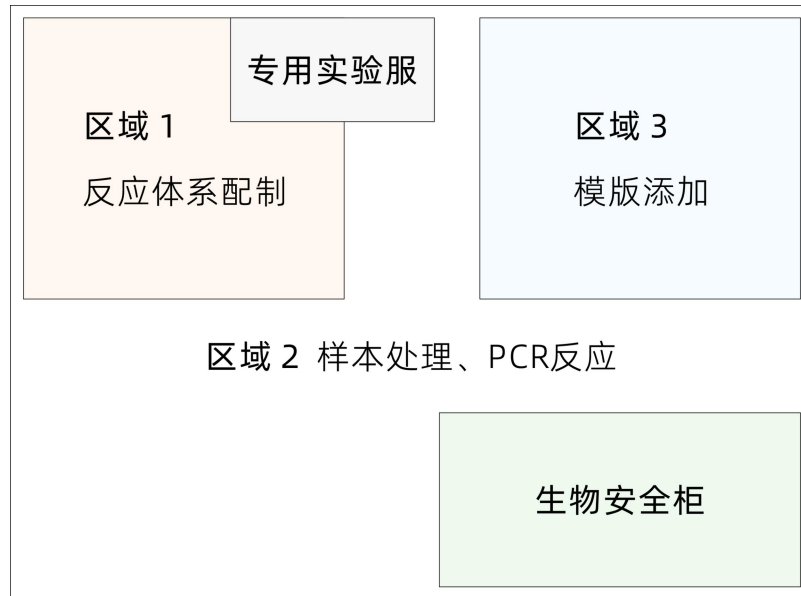 专用实验服
区域 1
反应体系配制
区域 3
模版添加
区域 2 样本处理、PCR反应
生物安全柜